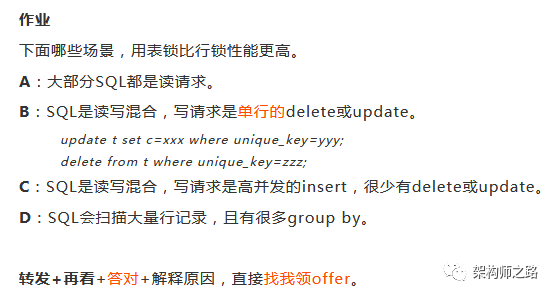 作业
下面哪些场景，用表锁比行锁性能更高。
A：大部分SQL都是读请求。
B：SQL是读写混合，写请求是单行的delete或update。
update t set c=xxx where unique_key=yyy;
delete from t where unique_key=zzz;
C：SQL是读写混合，写请求是高并发的insert，很少有delete或update。
D：SQL会扫描大量行记录，且有很多group by。
转发+再看+答对+解释原因，直接找我领offer。
架构师之路